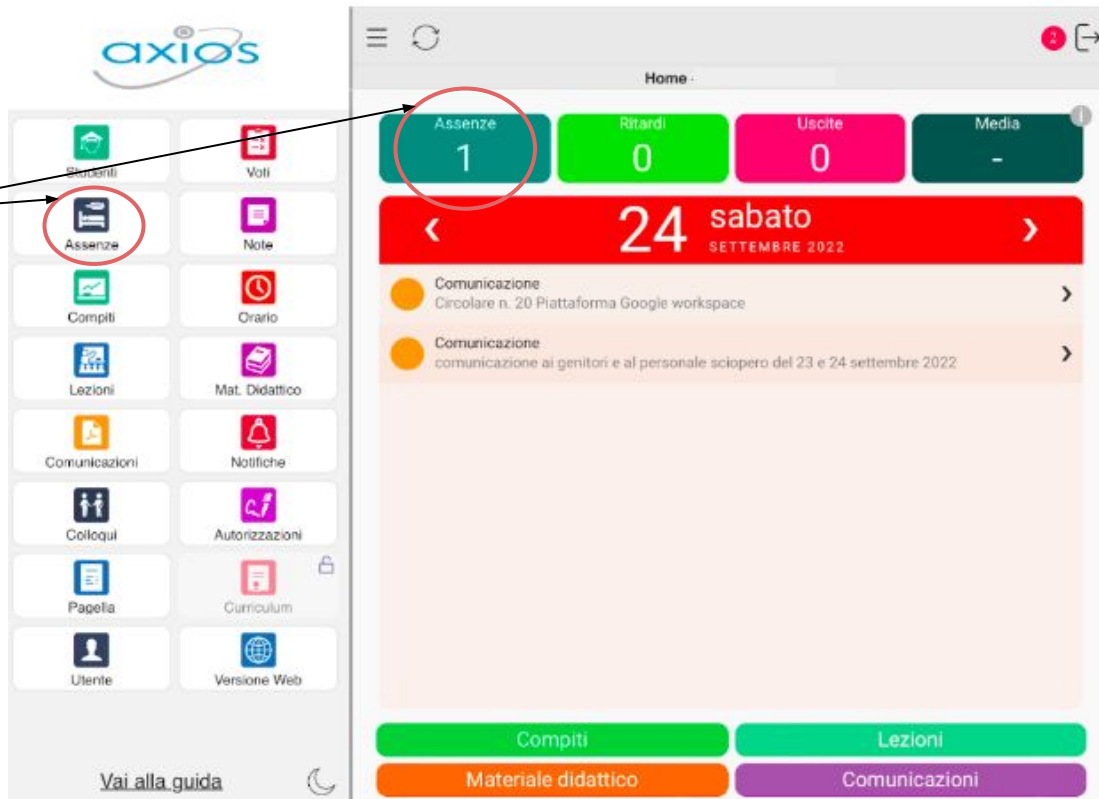 axios
Studenti
Voti
Assenze
Note
Compiti
Orario
Lezioni
Mat. Didattico
Comunicazioni
Notifiche
Colloqui
Autorizzazioni
Pagella
Curriculum
Utente
Versione Web
Vai alla guida
2
Home -
Assenze
1
Ritardi
0
Uscite
0
Media
-
i
24 sabato
SETTEMBRE 2022
Comunicazione
Circolare n. 20 Piattaforma Google workspace
Comunicazione
comunicazione ai genitori e al personale sciopero del 23 e 24 settembre 2022
Compiti
Lezioni
Materiale didattico
Comunicazioni